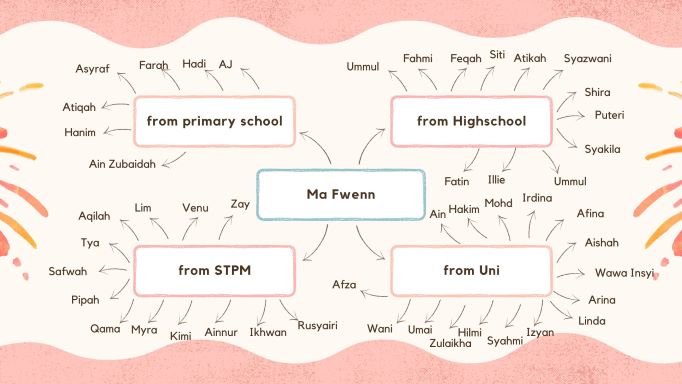 Asyraf
Farah
Hadi
AJ
Atiqah
Hanim
Ain Zubaidah
from primary school
Ummul
Fahmi
Feqah
Siti
Atikah
Syazwani
Shira
Puteri
Syakila
Ummul
Illie
Fatin
from Highschool
Ma Fwenn
Aqilah
Lim
Venu
Zay
Tya
Safwah
Pipah
Qama
Myra
Kimi
Ainnur
Ikhwan
Rusyairi
from STPM
Ain
Hakim
Mohd
Irdina
Afina
Aishah
Wawa Insyi
Arina
Linda
Izyan
Syahmi
Hilmi
Zulaikha
Umai
Wani
Afza
from Uni